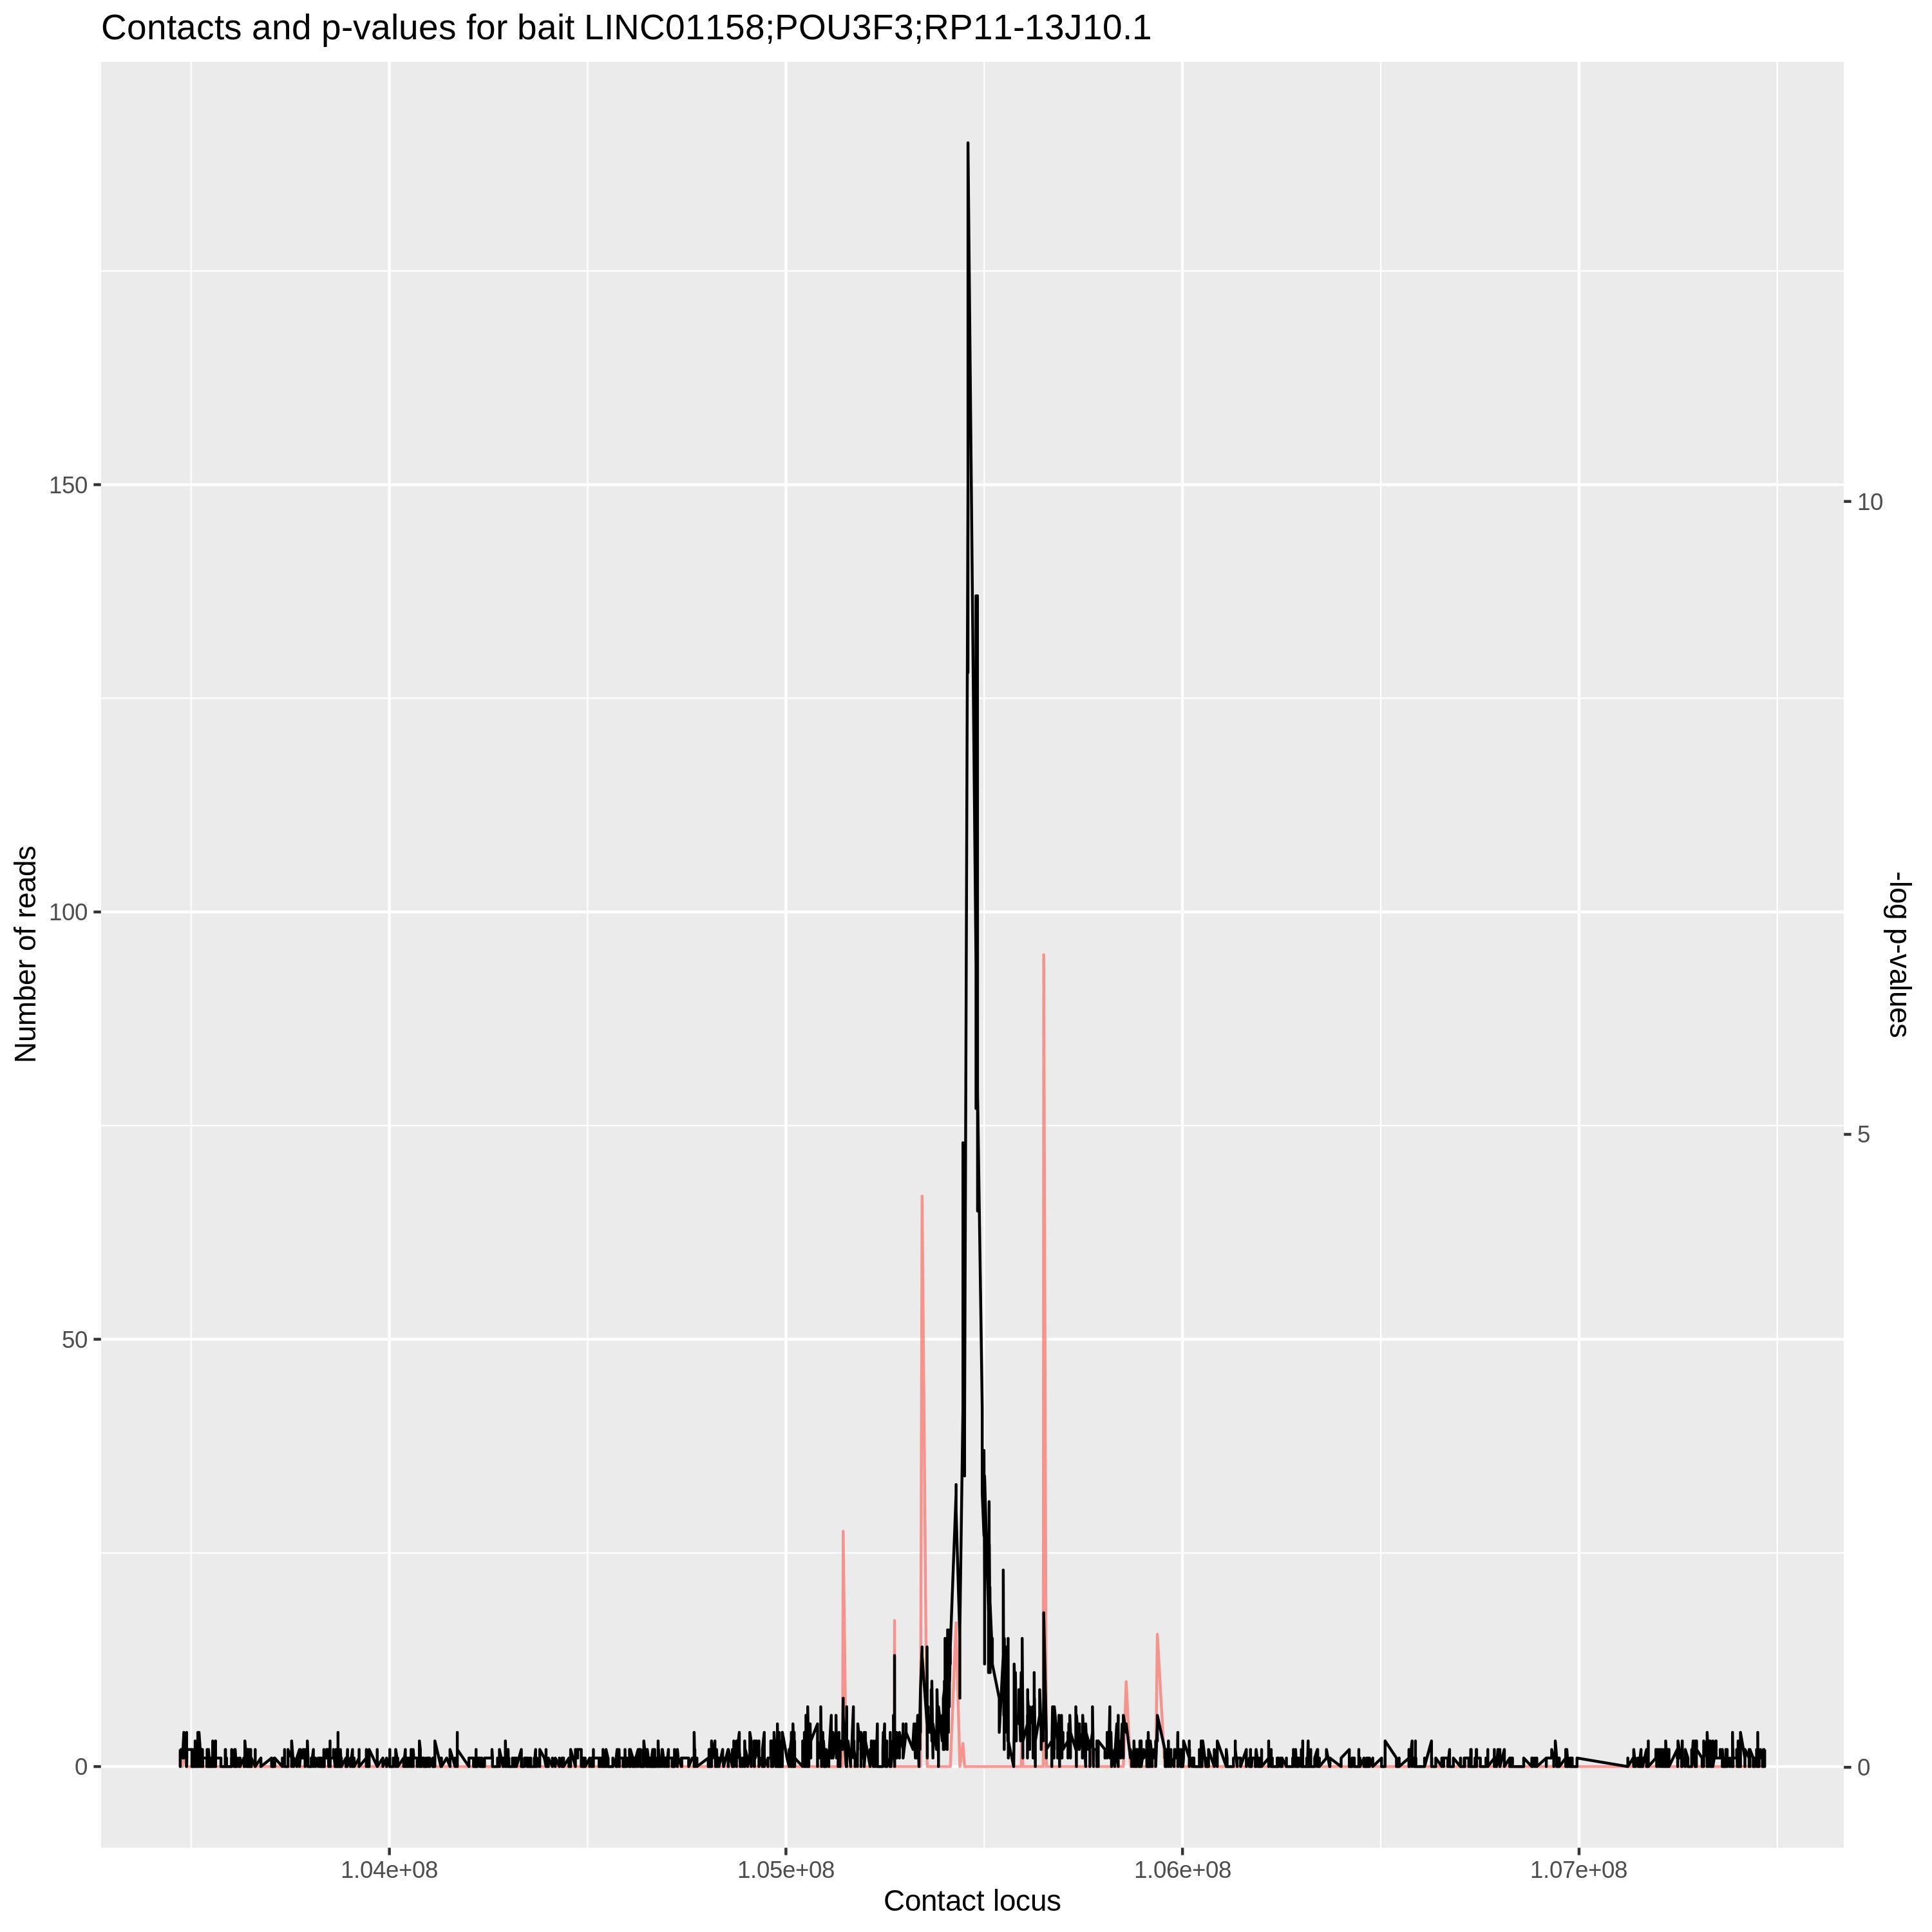 Contacts and p-values for bait LINC01158;POU3F3;RP11-13J10.1
150
100
50
0
Number of reads
10
5
0
-log p-values
1.04e+08
1.05e+08
1.06e+08
1.07e+08
Contact locus